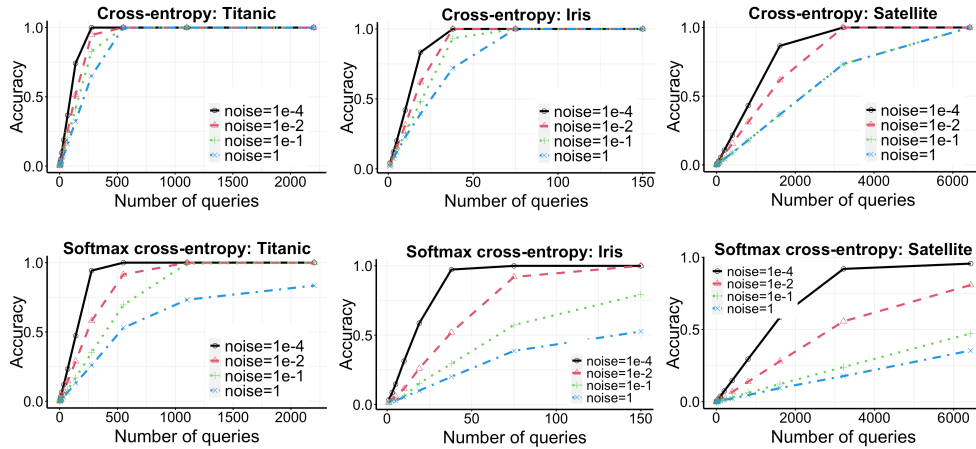 Cross-entropy: Titanic
Accuracy
1.0
0.5
0.0
noise=1e-4
noise=1e-2
noise=1e-1
noise=1
0 500 1000 1500 2000
Number of queries
Cross-entropy: Iris
Accuracy
1.0
0.5
0.0
noise=1e-4
noise=1e-2
noise=1e-1
noise=1
0 50 100 150
Number of queries
Cross-entropy: Satellite
Accuracy
1.0
0.5
0.0
noise=1e-4
noise=1e-2
noise=1e-1
noise=1
0 2000 4000 6000
Number of queries
Softmax cross-entropy: Titanic
Accuracy
1.0
0.5
0.0
noise=1e-4
noise=1e-2
noise=1e-1
noise=1
0 500 1000 1500 2000
Number of queries
Softmax cross-entropy: Iris
Accuracy
1.0
0.5
0.0
noise=1e-4
noise=1e-2
noise=1e-1
noise=1
0 50 100 150
Number of queries
Softmax cross-entropy: Satellite
Accuracy
1.0
0.5
0.0
noise=1e-4
noise=1e-2
noise=1e-1
noise=1
0 2000 4000 6000
Number of queries